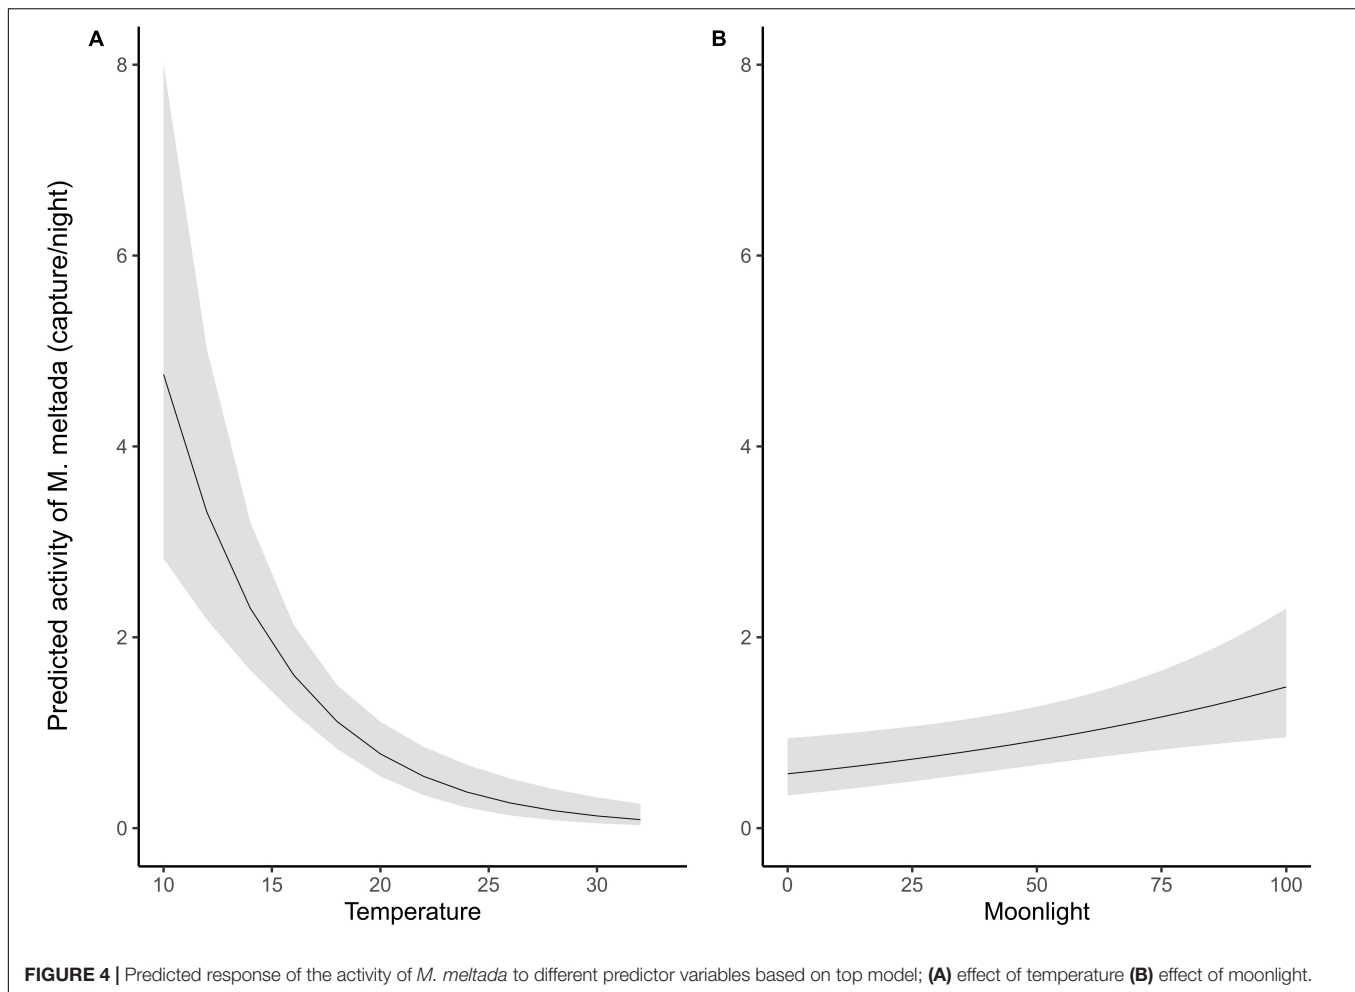 A
B
Predicted activity of M. meltada (capture/night)
8
6
4
2
0
10 15 20 25 30
Temperature
8
6
4
2
0
0 25 50 75 100
Moonlight
FIGURE 4 | Predicted response of the activity of M. meltada to different predictor variables based on top model; (A) effect of temperature (B) effect of moonlight.